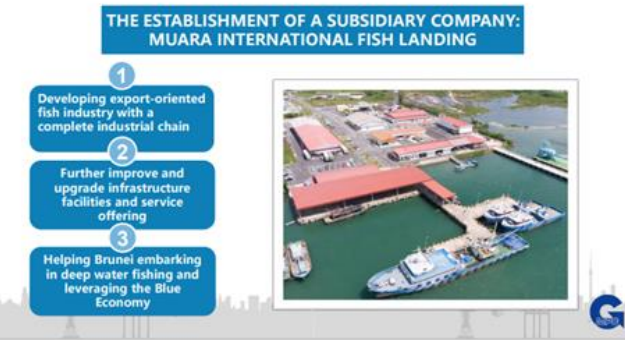 THE ESTABLISHMENT OF A SUBSIDIARY COMPANY:
MUARA INTERNATIONAL FISH LANDING
1
Developing export-oriented
fish industry with a
complete industrial chain
2
Further improve and
upgrade infrastructure
facilities and service
offering
3
Helping Brunei embarking
in deep water fishing and
leveraging the Blue
Economy